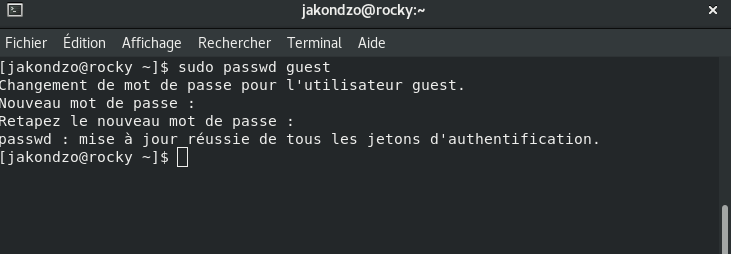 jakondzo@rocky:~
Fichier Édition Affichage Rechercher Terminal Aide
[jakondzo@rocky ~]$ sudo passwd guest
Changement de mot de passe pour l'utilisateur guest.
Nouveau mot de passe :
Retapez le nouveau mot de passe :
passwd : mise à jour réussie de tous les jetons d'authentification.
[jakondzo@rocky ~]$